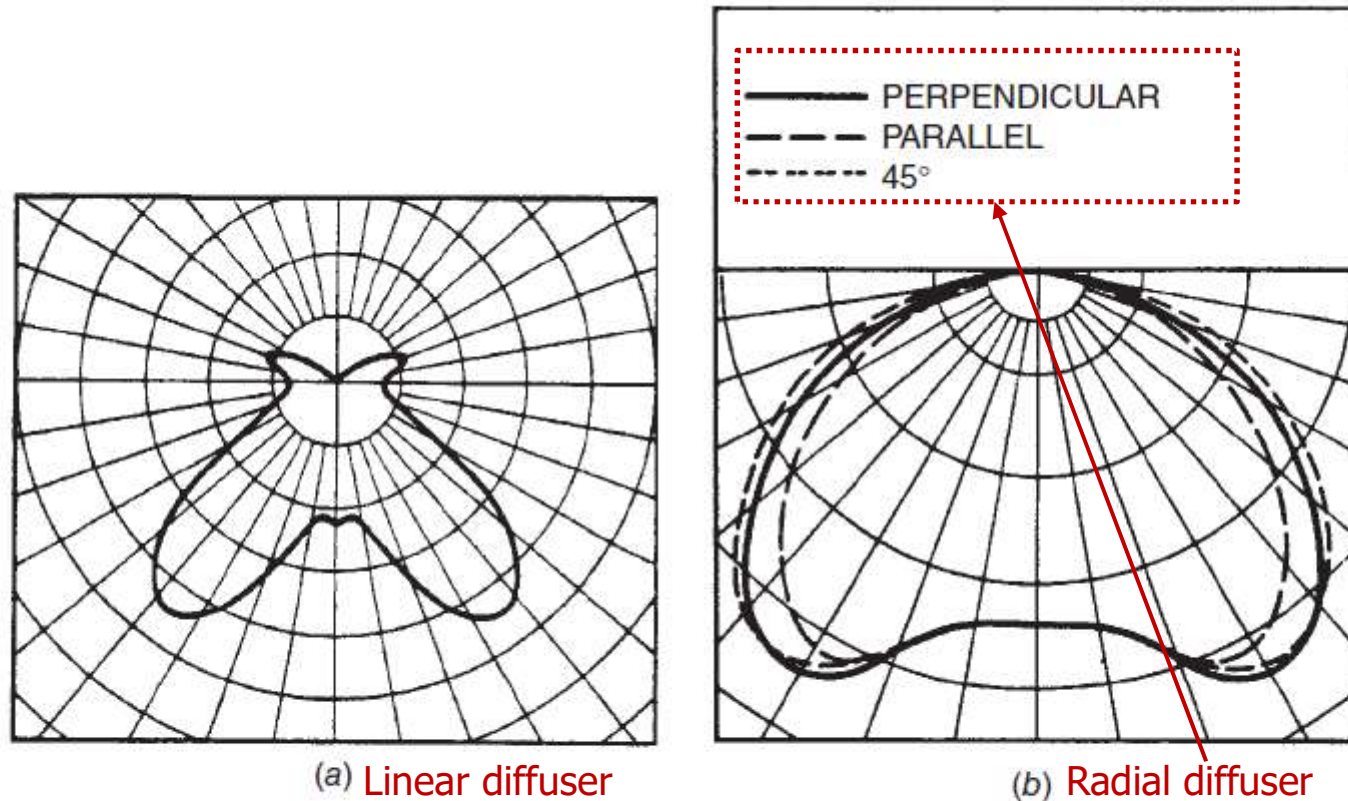 PERPENDICULAR
PARALLEL
45°
(a) Linear diffuser
(b) Radial diffuser